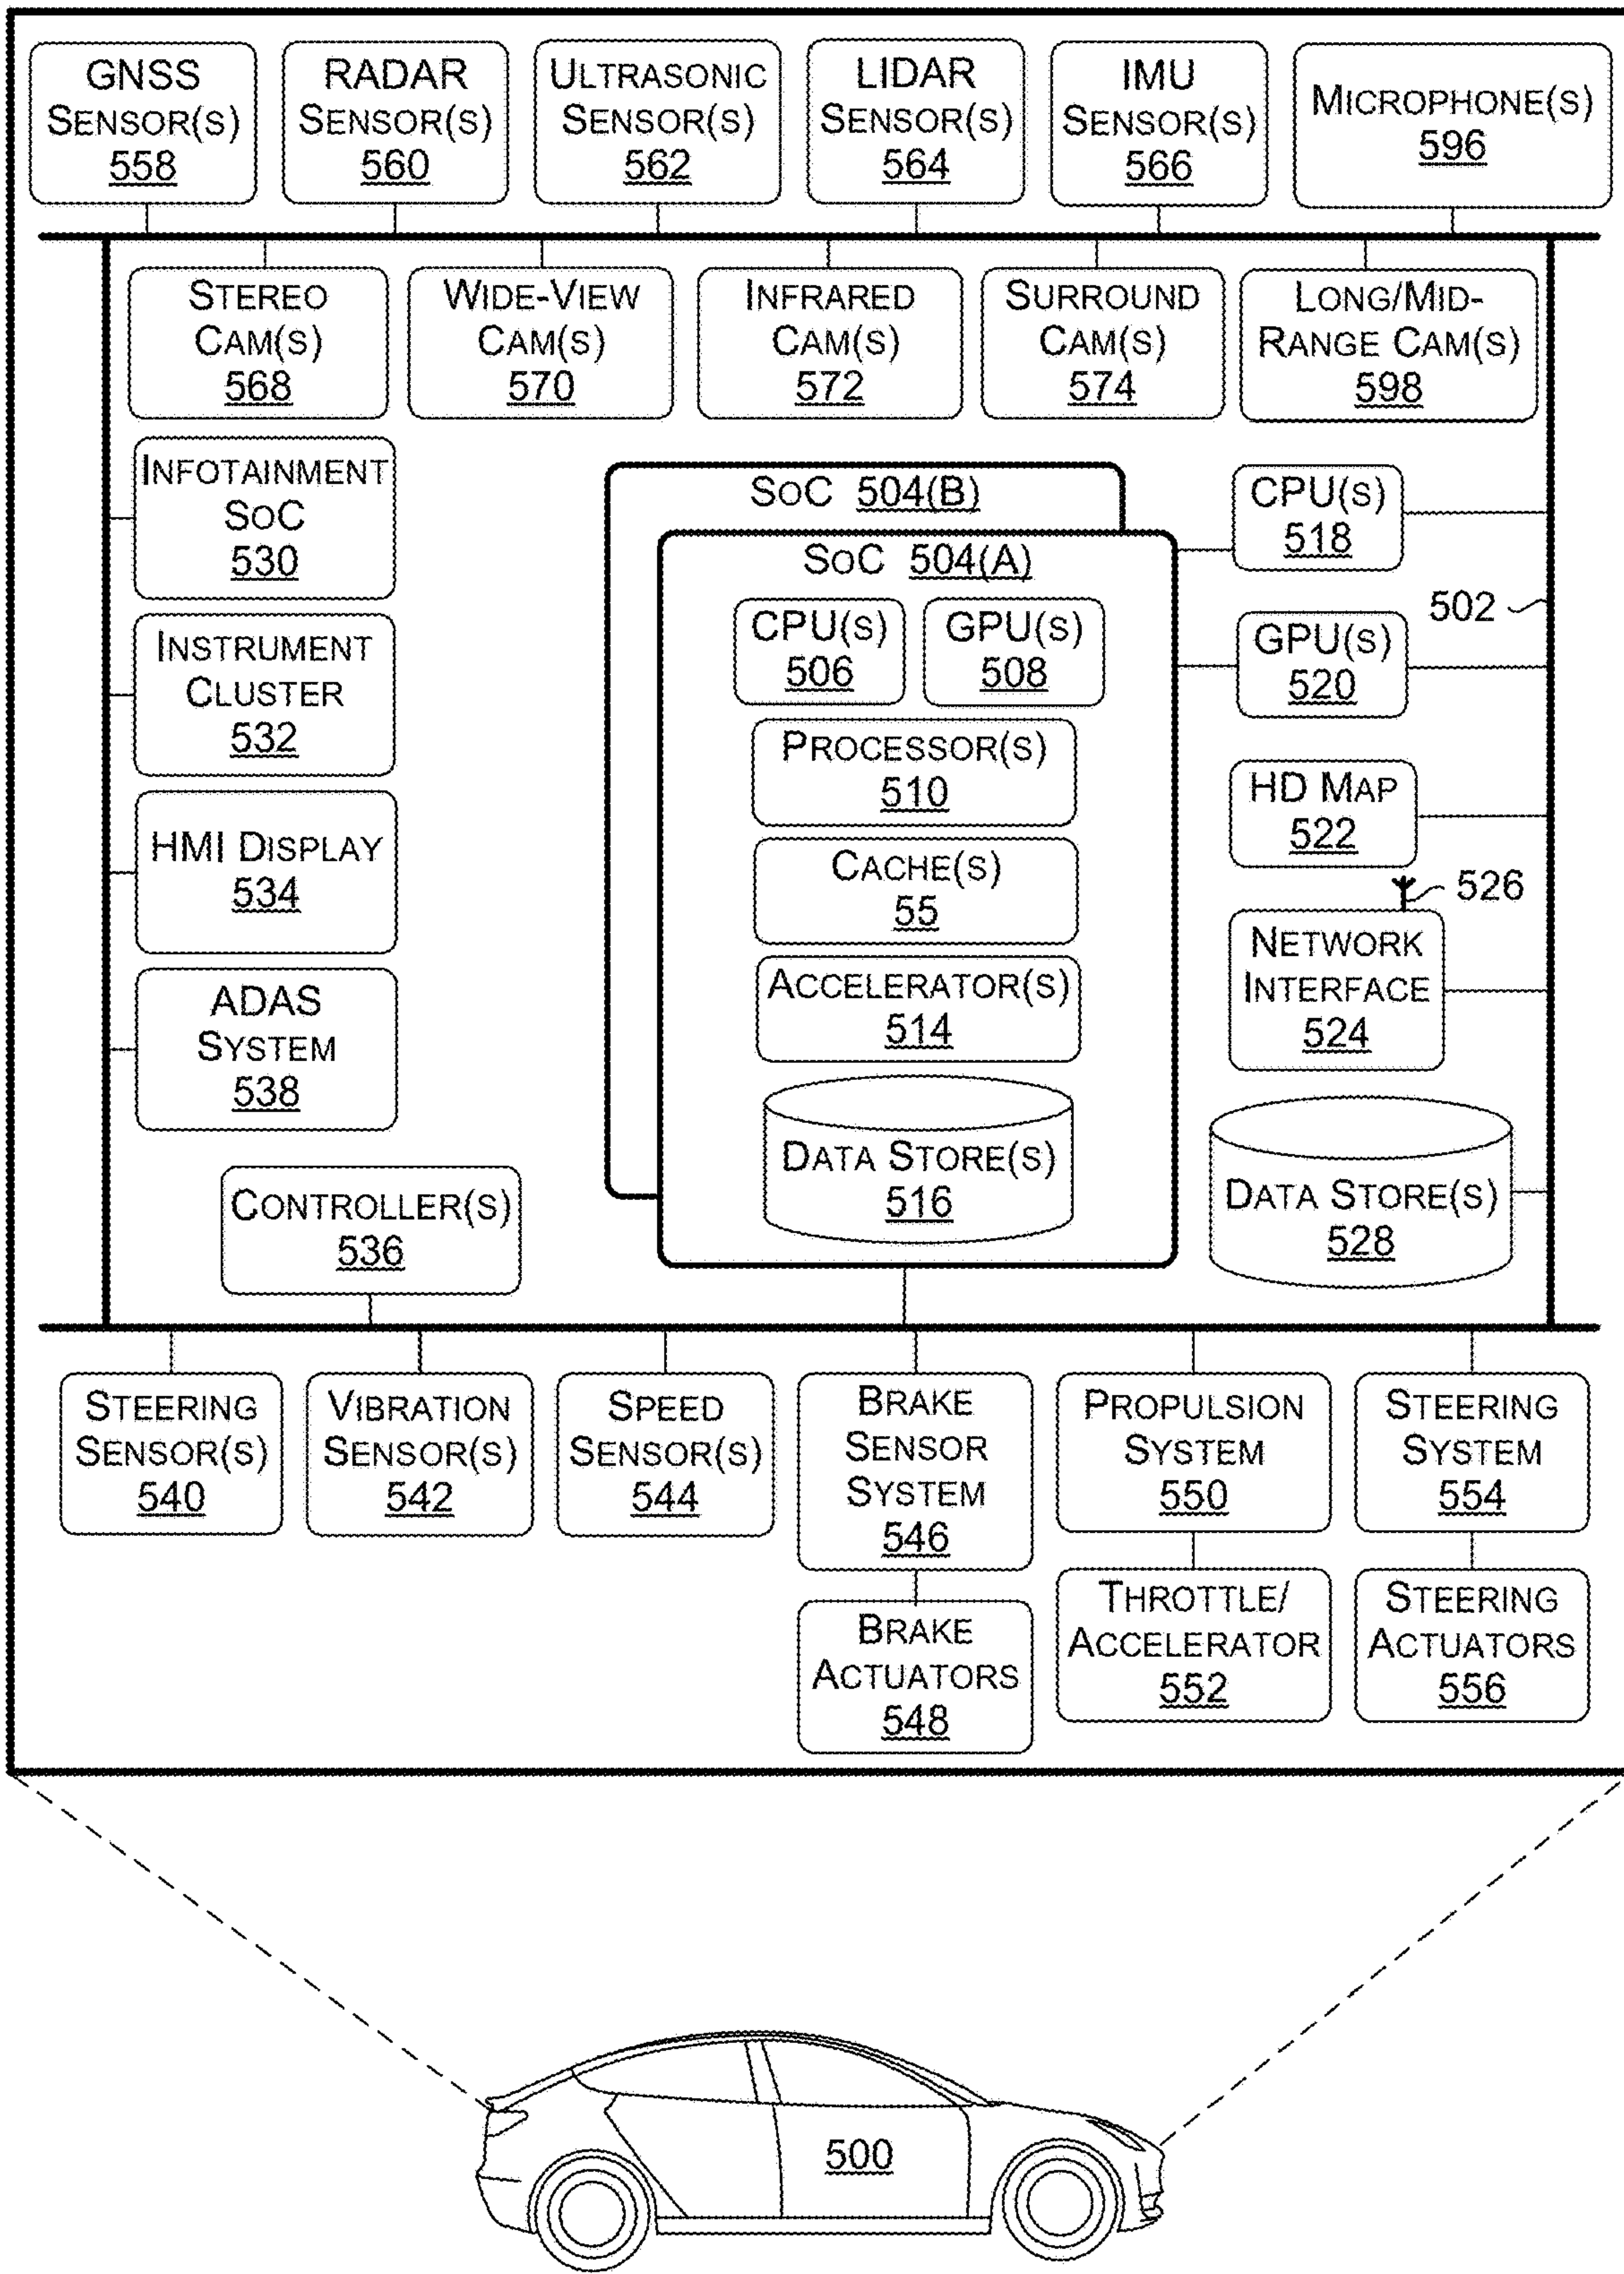 GNSS
SENSOR(S)
558
RADAR
SENSOR(S)
560
ULTRASONIC
SENSOR(S)
562
LIDAR
SENSOR(S)
564
IMU
SENSOR(S)
566
MICROPHONE(S)
596
STEREO
CAM(S)
568
WIDE-VIEW
CAM(S)
570
INFRARED
CAM(S)
572
SURROUND
CAM(S)
574
LONG/MID-
RANGE CAM(S)
598
INFOTAINMENT
SOC
530
INSTRUMENT
CLUSTER
532
HMI DISPLAY
534
ADAS
SYSTEM
538
CONTROLLER(S)
536
SOC 504(B)
SOC 504(A)
CPU(S)
506
GPU(S)
508
PROCESSOR(S)
510
CACHE(S)
55
ACCELERATOR(S)
514
DATA STORE(S)
516
CPU(S)
518
502
GPU(S)
520
HD MAP
522
526
NETWORK
INTERFACE
524
DATA STORE(S)
528
STEERING
SENSOR(S)
540
VIBRATION
SENSOR(S)
542
SPEED
SENSOR(S)
544
BRAKE
SENSOR
SYSTEM
546
PROPULSION
SYSTEM
550
STEERING
SYSTEM
554
BRAKE
ACTUATORS
548
THROTTLE/
ACCELERATOR
552
STEERING
ACTUATORS
556
500